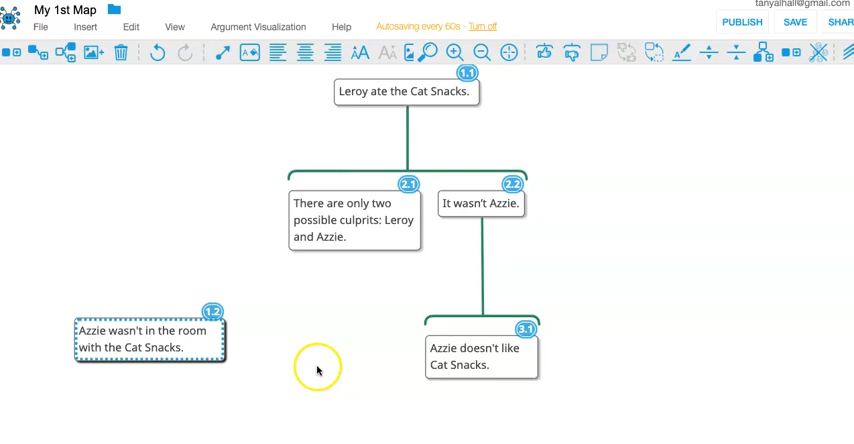 My 1st Map
tanyalhall@gmail.com
File Insert Edit View Argument Visualization Help Autosaving every 60s - Turn off
PUBLISH SAVE SHAR
1.1
Leroy ate the Cat Snacks.
2.1 2.2
There are only two
possible culprits: Leroy
and Azzie.
It wasn't Azzie.
1.2
Azzie wasn't in the room
with the Cat Snacks.
3.1
Azzie doesn't like
Cat Snacks.